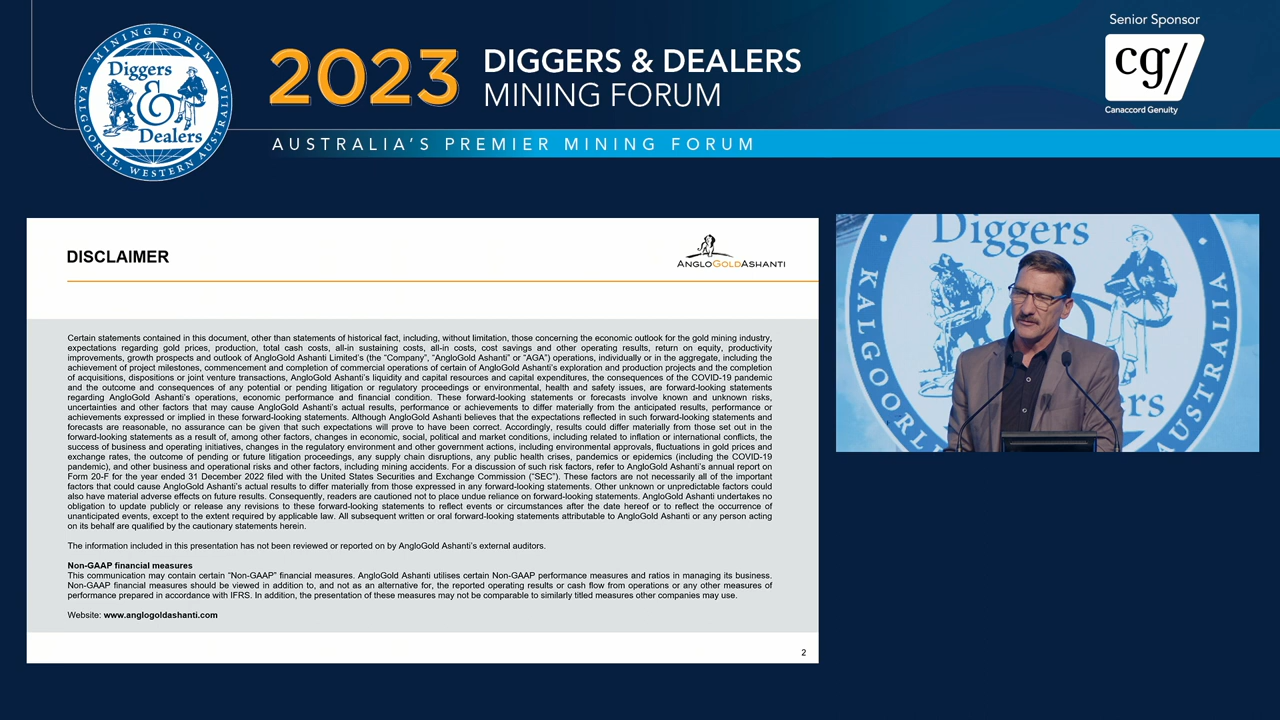 Senior Sponsor
cg/
Canaccord Genuity
MINING FORUM
Diggers
&
Dealers
KALGOORLIE, WESTERN AUSTRALIA
2023
DIGGERS & DEALERS
MINING FORUM
AUSTRALIA'S PREMIER MINING FORUM
DISCLAIMER
ANGLOGOLDASHANTI
Certain statements contained in this document, other than statements of historical fact, including, without limitation, those concerning the economic outlook for the gold mining industry,
expectations regarding gold prices, production, total cash costs, all-in sustaining costs, all-in costs, cost savings and other operating results, return on equity, productivity
improvements, growth prospects and outlook of AngloGold Ashanti Limited's (the "Company", "AngloGold Ashanti" or "AGA") operations, individually or in the aggregate, including the
achievement of project milestones, commencement and completion of commercial operations of certain of AngloGold Ashanti's exploration and production projects and the completion
of acquisitions, dispositions or joint venture transactions, AngloGold Ashanti's liquidity and capital resources and capital expenditures, the consequences of the COVID-19 pandemic
and the outcome and consequences of any potential or pending litigation or regulatory proceedings or environmental, health and safety issues, are forward-looking statements
regarding AngloGold Ashanti's operations, economic performance and financial condition. These forward-looking statements or forecasts involve known and unknown risks,
uncertainties and other factors that may cause AngloGold Ashanti's actual results, performance or achievements to differ materially from the anticipated results, performance or
achievements expressed or implied in these forward-looking statements. Although AngloGold Ashanti believes that the expectations reflected in such forward-looking statements and
forecasts are reasonable, no assurance can be given that such expectations will prove to have been correct. Accordingly, results could differ materially from those set out in the
forward-looking statements as a result of, among other factors, changes in economic, social, political and market conditions, including related to inflation or international conflicts, the
success of business and operating initiatives, changes in the regulatory environment and other government actions, including environmental approvals, fluctuations in gold prices and
exchange rates, the outcome of pending or future litigation proceedings, any supply chain disruptions, any public health crises, pandemics or epidemics (including the COVID-19
pandemic), and other business and operational risks and other factors, including mining accidents. For a discussion of such risk factors, refer to AngloGold Ashanti's annual report on
Form 20-F for the year ended 31 December 2022 filed with the United States Securities and Exchange Commission ("SEC"). These factors are not necessarily all of the important
factors that could cause AngloGold Ashanti's actual results to differ materially from those expressed in any forward-looking statements. Other unknown or unpredictable factors could
also have material adverse effects on future results. Consequently, readers are cautioned not to place undue reliance on forward-looking statements. AngloGold Ashanti undertakes no
obligation to update publicly or release any revisions to these forward-looking statements to reflect events or circumstances after the date hereof or to reflect the occurrence of
unanticipated events, except to the extent required by applicable law. All subsequent written or oral forward-looking statements attributable to AngloGold Ashanti or any person acting
on its behalf are qualified by the cautionary statements herein.
The information included in this presentation has not been reviewed or reported on by AngloGold Ashanti's external auditors.
Non-GAAP financial measures
This communication may contain certain "Non-GAAP" financial measures. AngloGold Ashanti utilises certain Non-GAAP performance measures and ratios in managing its business.
Non-GAAP financial measures should be viewed in addition to, and not as an alternative for, the reported operating results or cash flow from operations or any other measures of
performance prepared in accordance with IFRS. In addition, the presentation of these measures may not be comparable to similarly titled measures other companies may use.
Website: www.anglogoldashanti.com
2
Diggers
KALGOO
TRALIA
ers